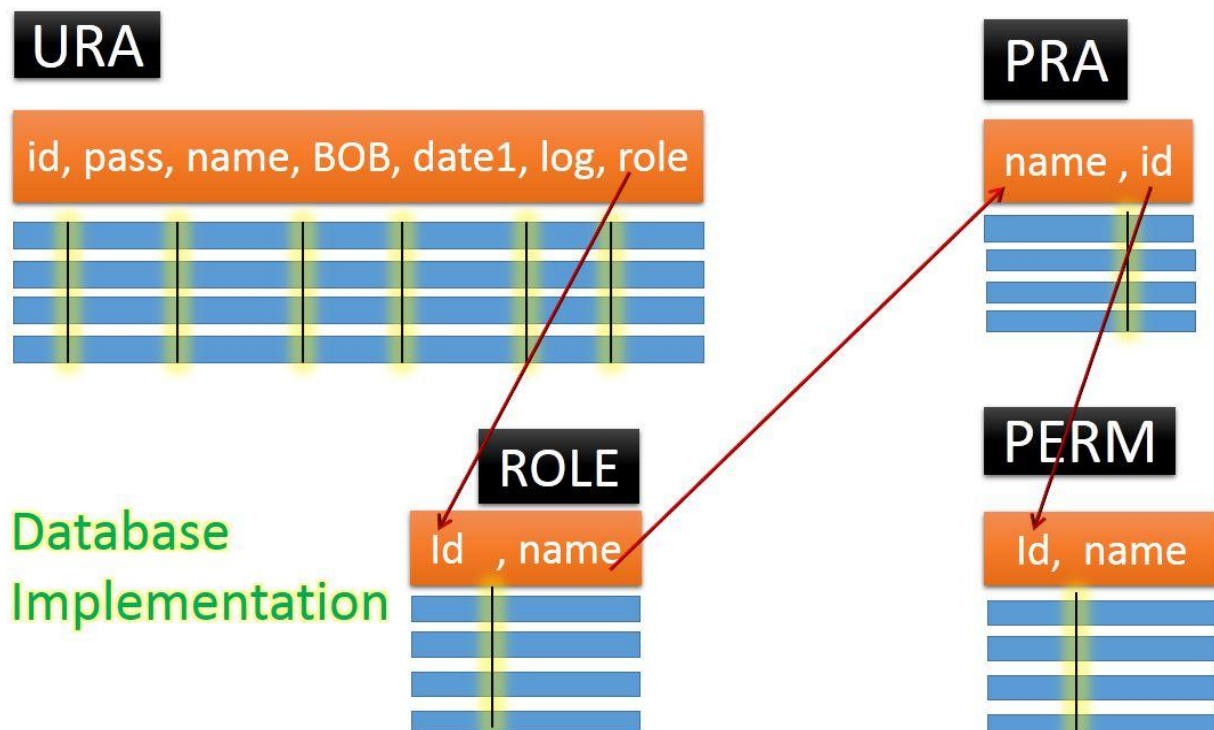 URA
PRA
id, pass, name, BOB, date1, log, role
name , id
ROLE
PERM
Database
Implementation
Id , name
Id, name